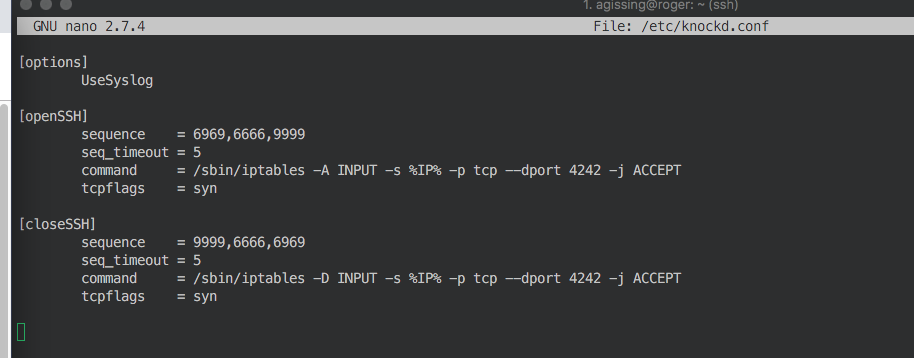 1. agissing@roger: ~ (ssh)
GNU nano 2.7.4 File: /etc/knockd.conf
[options]
UseSyslog
[openSSH]
sequence = 6969,6666,9999
seq_timeout = 5
command = /sbin/iptables -A INPUT -s %IP% -p tcp --dport 4242 -j ACCEPT
tcpflags = syn
[closeSSH]
sequence = 9999,6666,6969
seq_timeout = 5
command = /sbin/iptables -D INPUT -s %IP% -p tcp --dport 4242 -j ACCEPT
tcpflags = syn